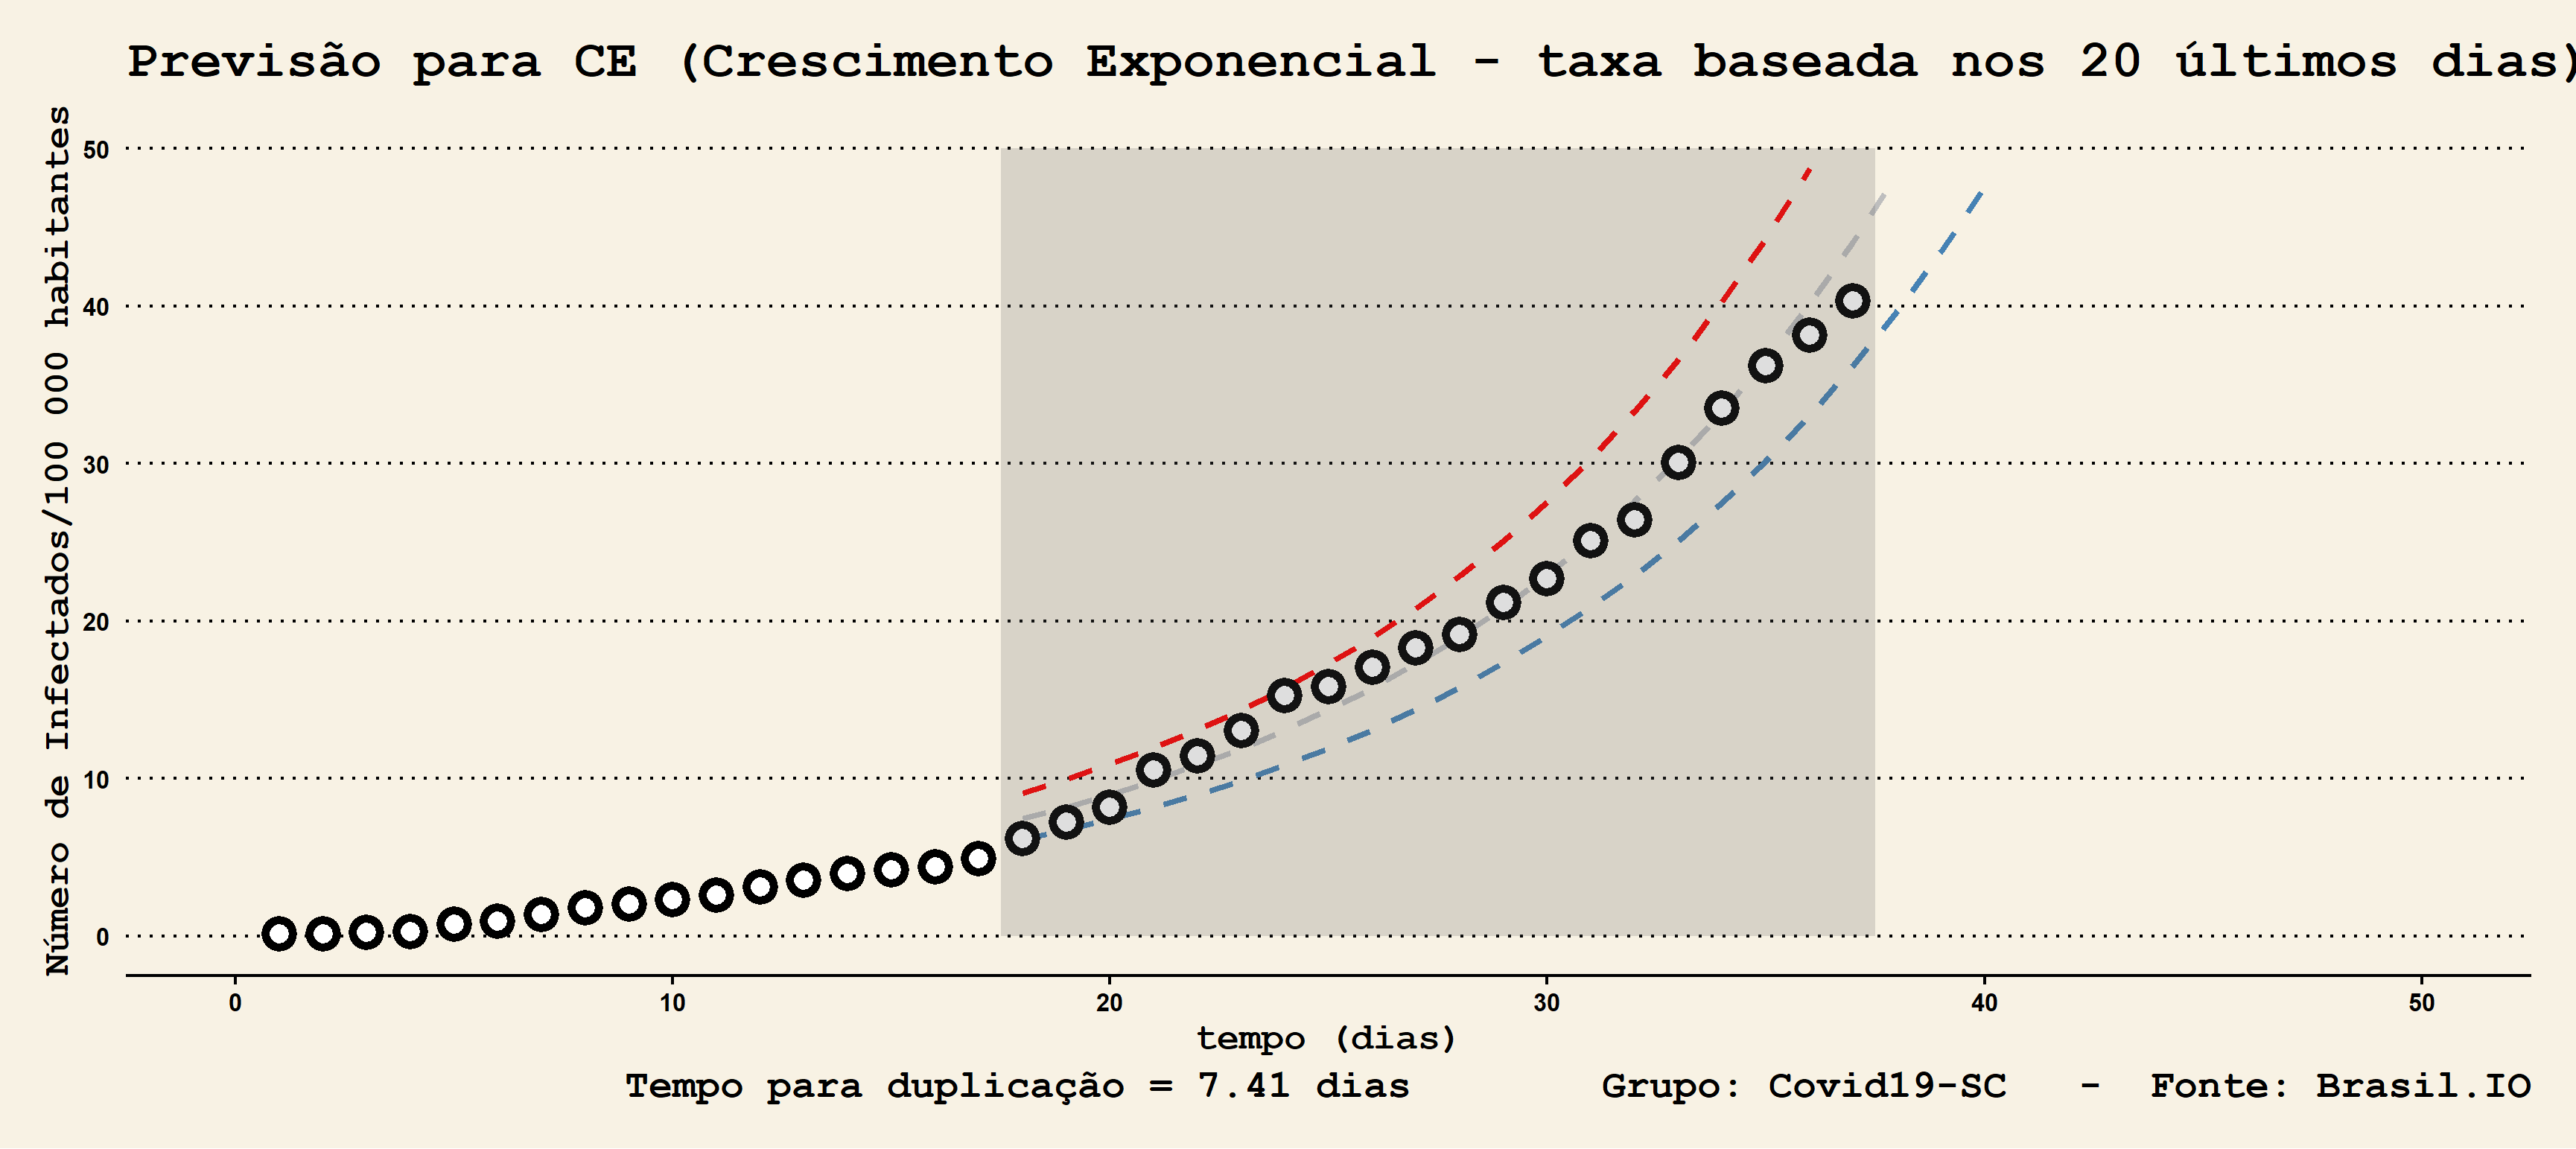 Previsão para CE (Crescimento Exponencial - taxa baseada nos 20 últimos dias)
Número de Infectados/100 000 habitantes
50
40
30
20
10
0
0 10 20 30 40 50
tempo (dias)
Tempo para duplicação = 7.41 dias Grupo: Covid19-SC - Fonte: Brasil.IO